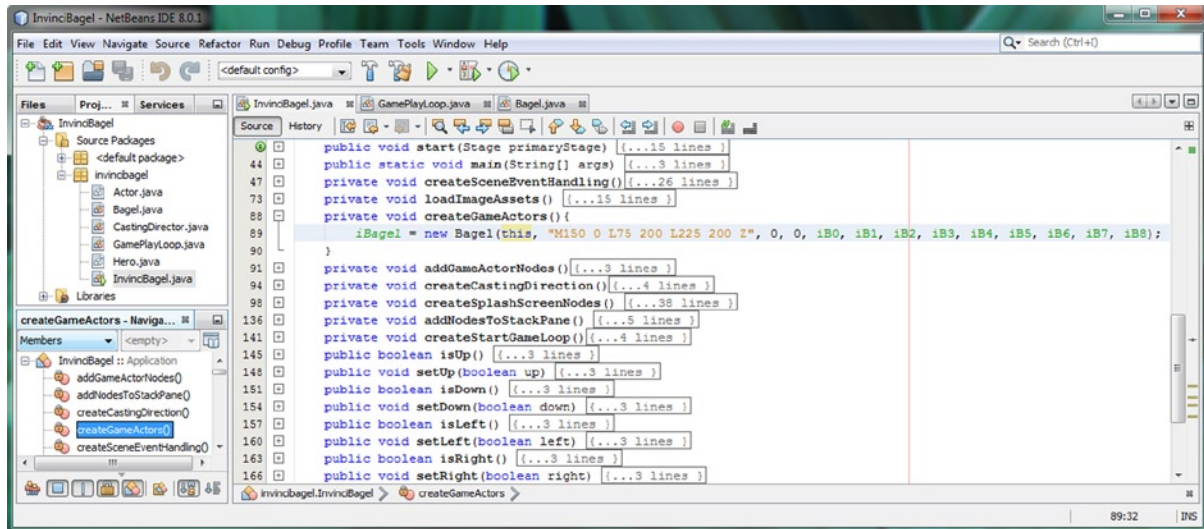 InvinciBagel - NetBeans IDE 8.0.1
File Edit View Navigate Source Refactor Run Debug Profile Team Tools Window Help
Search (Ctrl+I)
<default config>
Files Proj... Services
InvinciBagel
Source Packages
<default package>
invincibagel
Actor.java
Bagel.java
CastingDirector.java
GamePlayLoop.java
Hero.java
InvinciBagel.java
Libraries
createGameActors - Naviga...
Members <empty>
InvinciBagel :: Application
addGameActorNodes()
addNodesToStackPane()
createCastingDirection()
createGameActors()
createSceneEventHandling()
InvinciBagel.java GamePlayLoop.java Bagel.java
Source History
public void start(Stage primaryStage) {...15 lines }
44 public static void main(String[] args) {...3 lines }
47 private void createSceneEventHandling() {...26 lines }
73 private void loadImageAssets() {...15 lines }
88 private void createGameActors(){
89 iBagel = new Bagel(this, "M150 0 L75 200 L225 200 Z", 0, 0, iB0, iB1, iB2, iB3, iB4, iB5, iB6, iB7, iB8);
90 }
91 private void addGameActorNodes() {...3 lines }
94 private void createCastingDirection() {...4 lines }
98 private void createSplashScreenNodes() {...38 lines }
136 private void addNodesToStackPane() {...5 lines }
141 private void createStartGameLoop() {...4 lines }
145 public boolean isUp() {...3 lines }
148 public void setUp(boolean up) {...3 lines }
151 public boolean isDown() {...3 lines }
154 public void setDown(boolean down) {...3 lines }
157 public boolean isLeft() {...3 lines }
160 public void setLeft(boolean left) {...3 lines }
163 public boolean isRight() {...3 lines }
166 public void setRight(boolean right) {...3 lines }
invincibagel.InvinciBagel createGameActors
89:32 INS